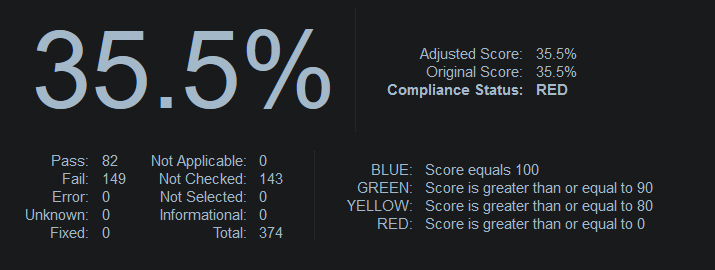 35.5%
Adjusted Score: 35.5%
Original Score: 35.5%
Compliance Status: RED
Pass: 82 Not Applicable: 0
Fail: 149 Not Checked: 143
Error: 0 Not Selected: 0
Unknown: 0 Informational: 0
Fixed: 0 Total: 374
BLUE: Score equals 100
GREEN: Score is greater than or equal to 90
YELLOW: Score is greater than or equal to 80
RED: Score is greater than or equal to 0